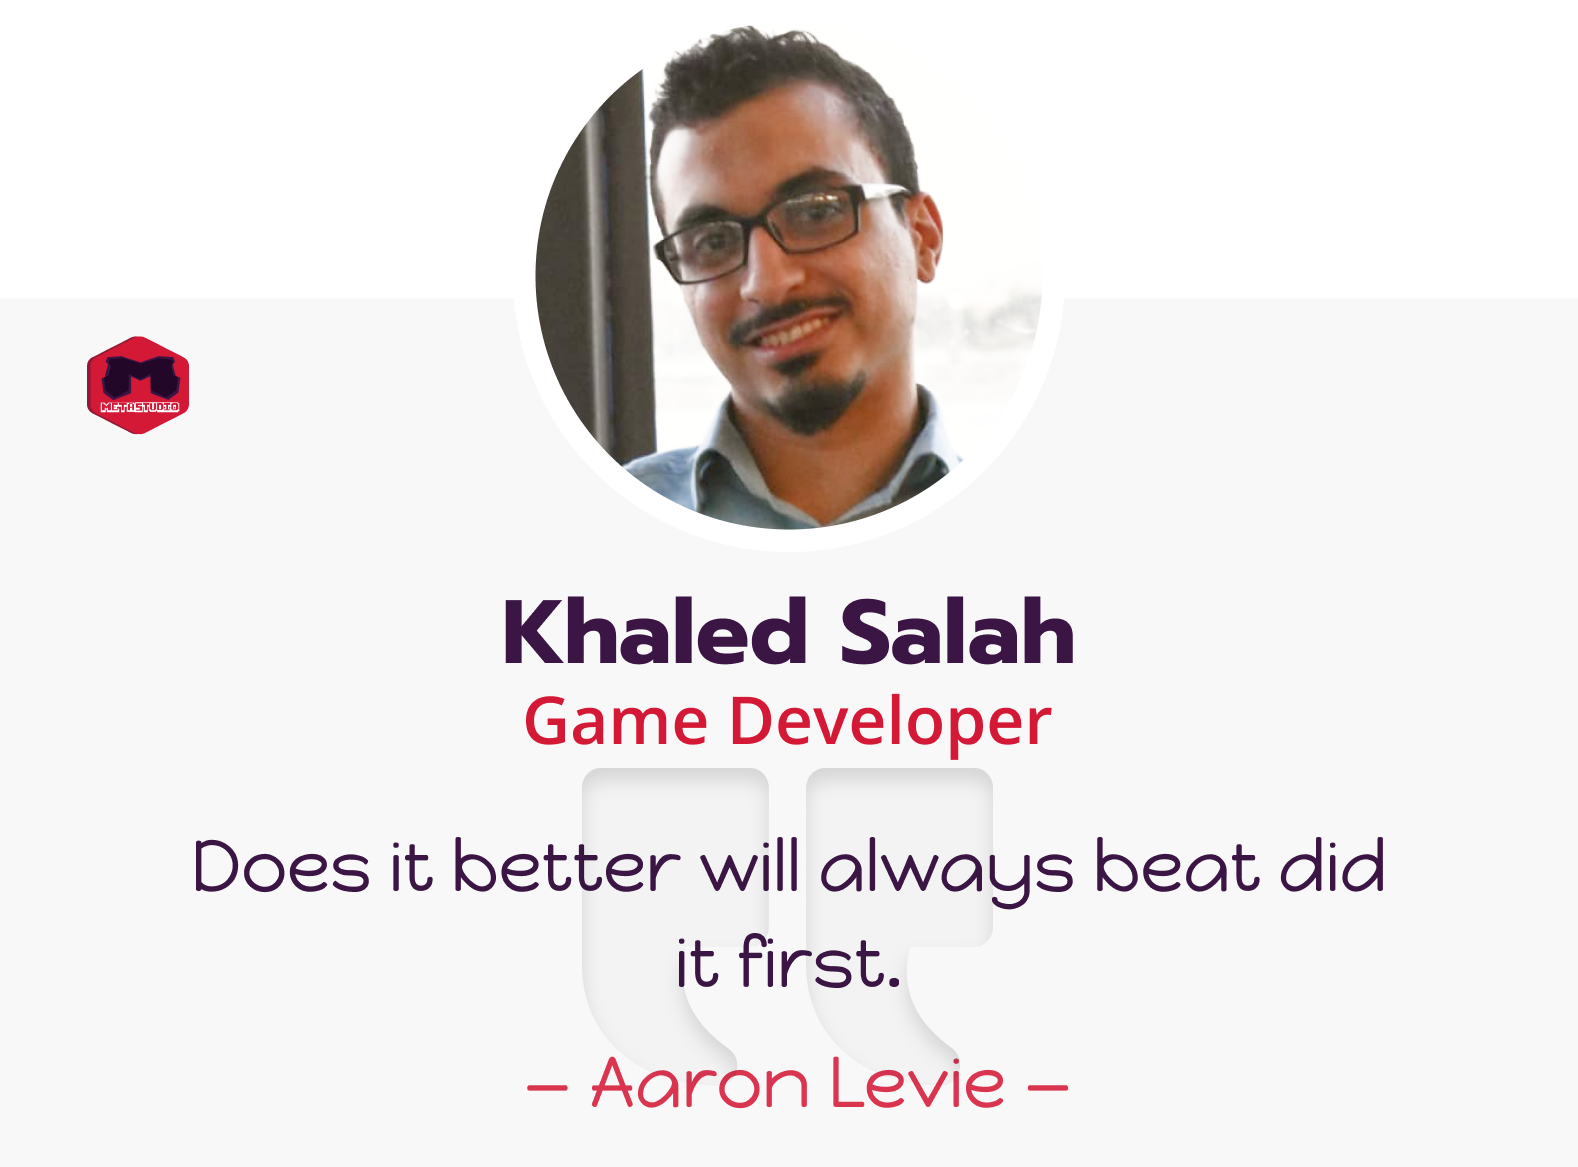 METASTUDIO
Khaled Salah
Game Developer
Does it better will always beat did
it first.
– Aaron Levie –